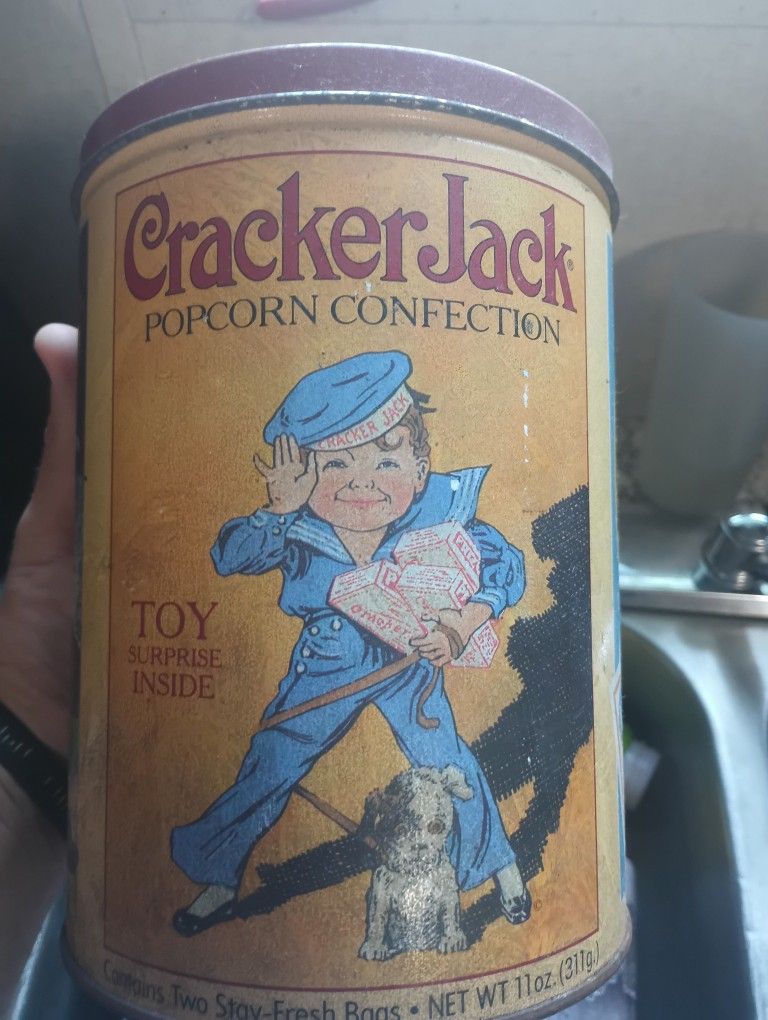 Cracker Jack®
POPCORN CONFECTION
CRACKER JACK
TOY
SURPRISE
INSIDE
©
Contains Two Stay-Fresh Bags • NET WT 11oz. (311g.)